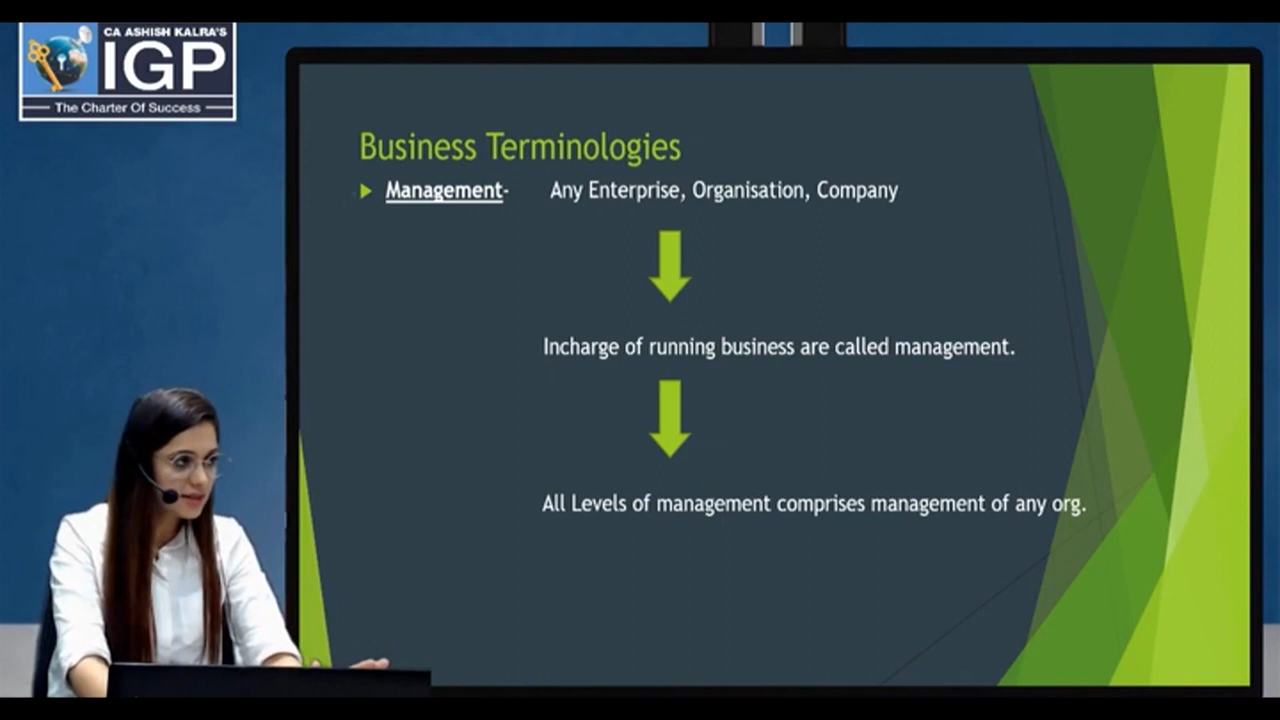 CA ASHISH KALRA'S
IGP
The Charter Of Success
Business Terminologies
Management- Any Enterprise, Organisation, Company
Incharge of running business are called management.
All Levels of management comprises management of any org.